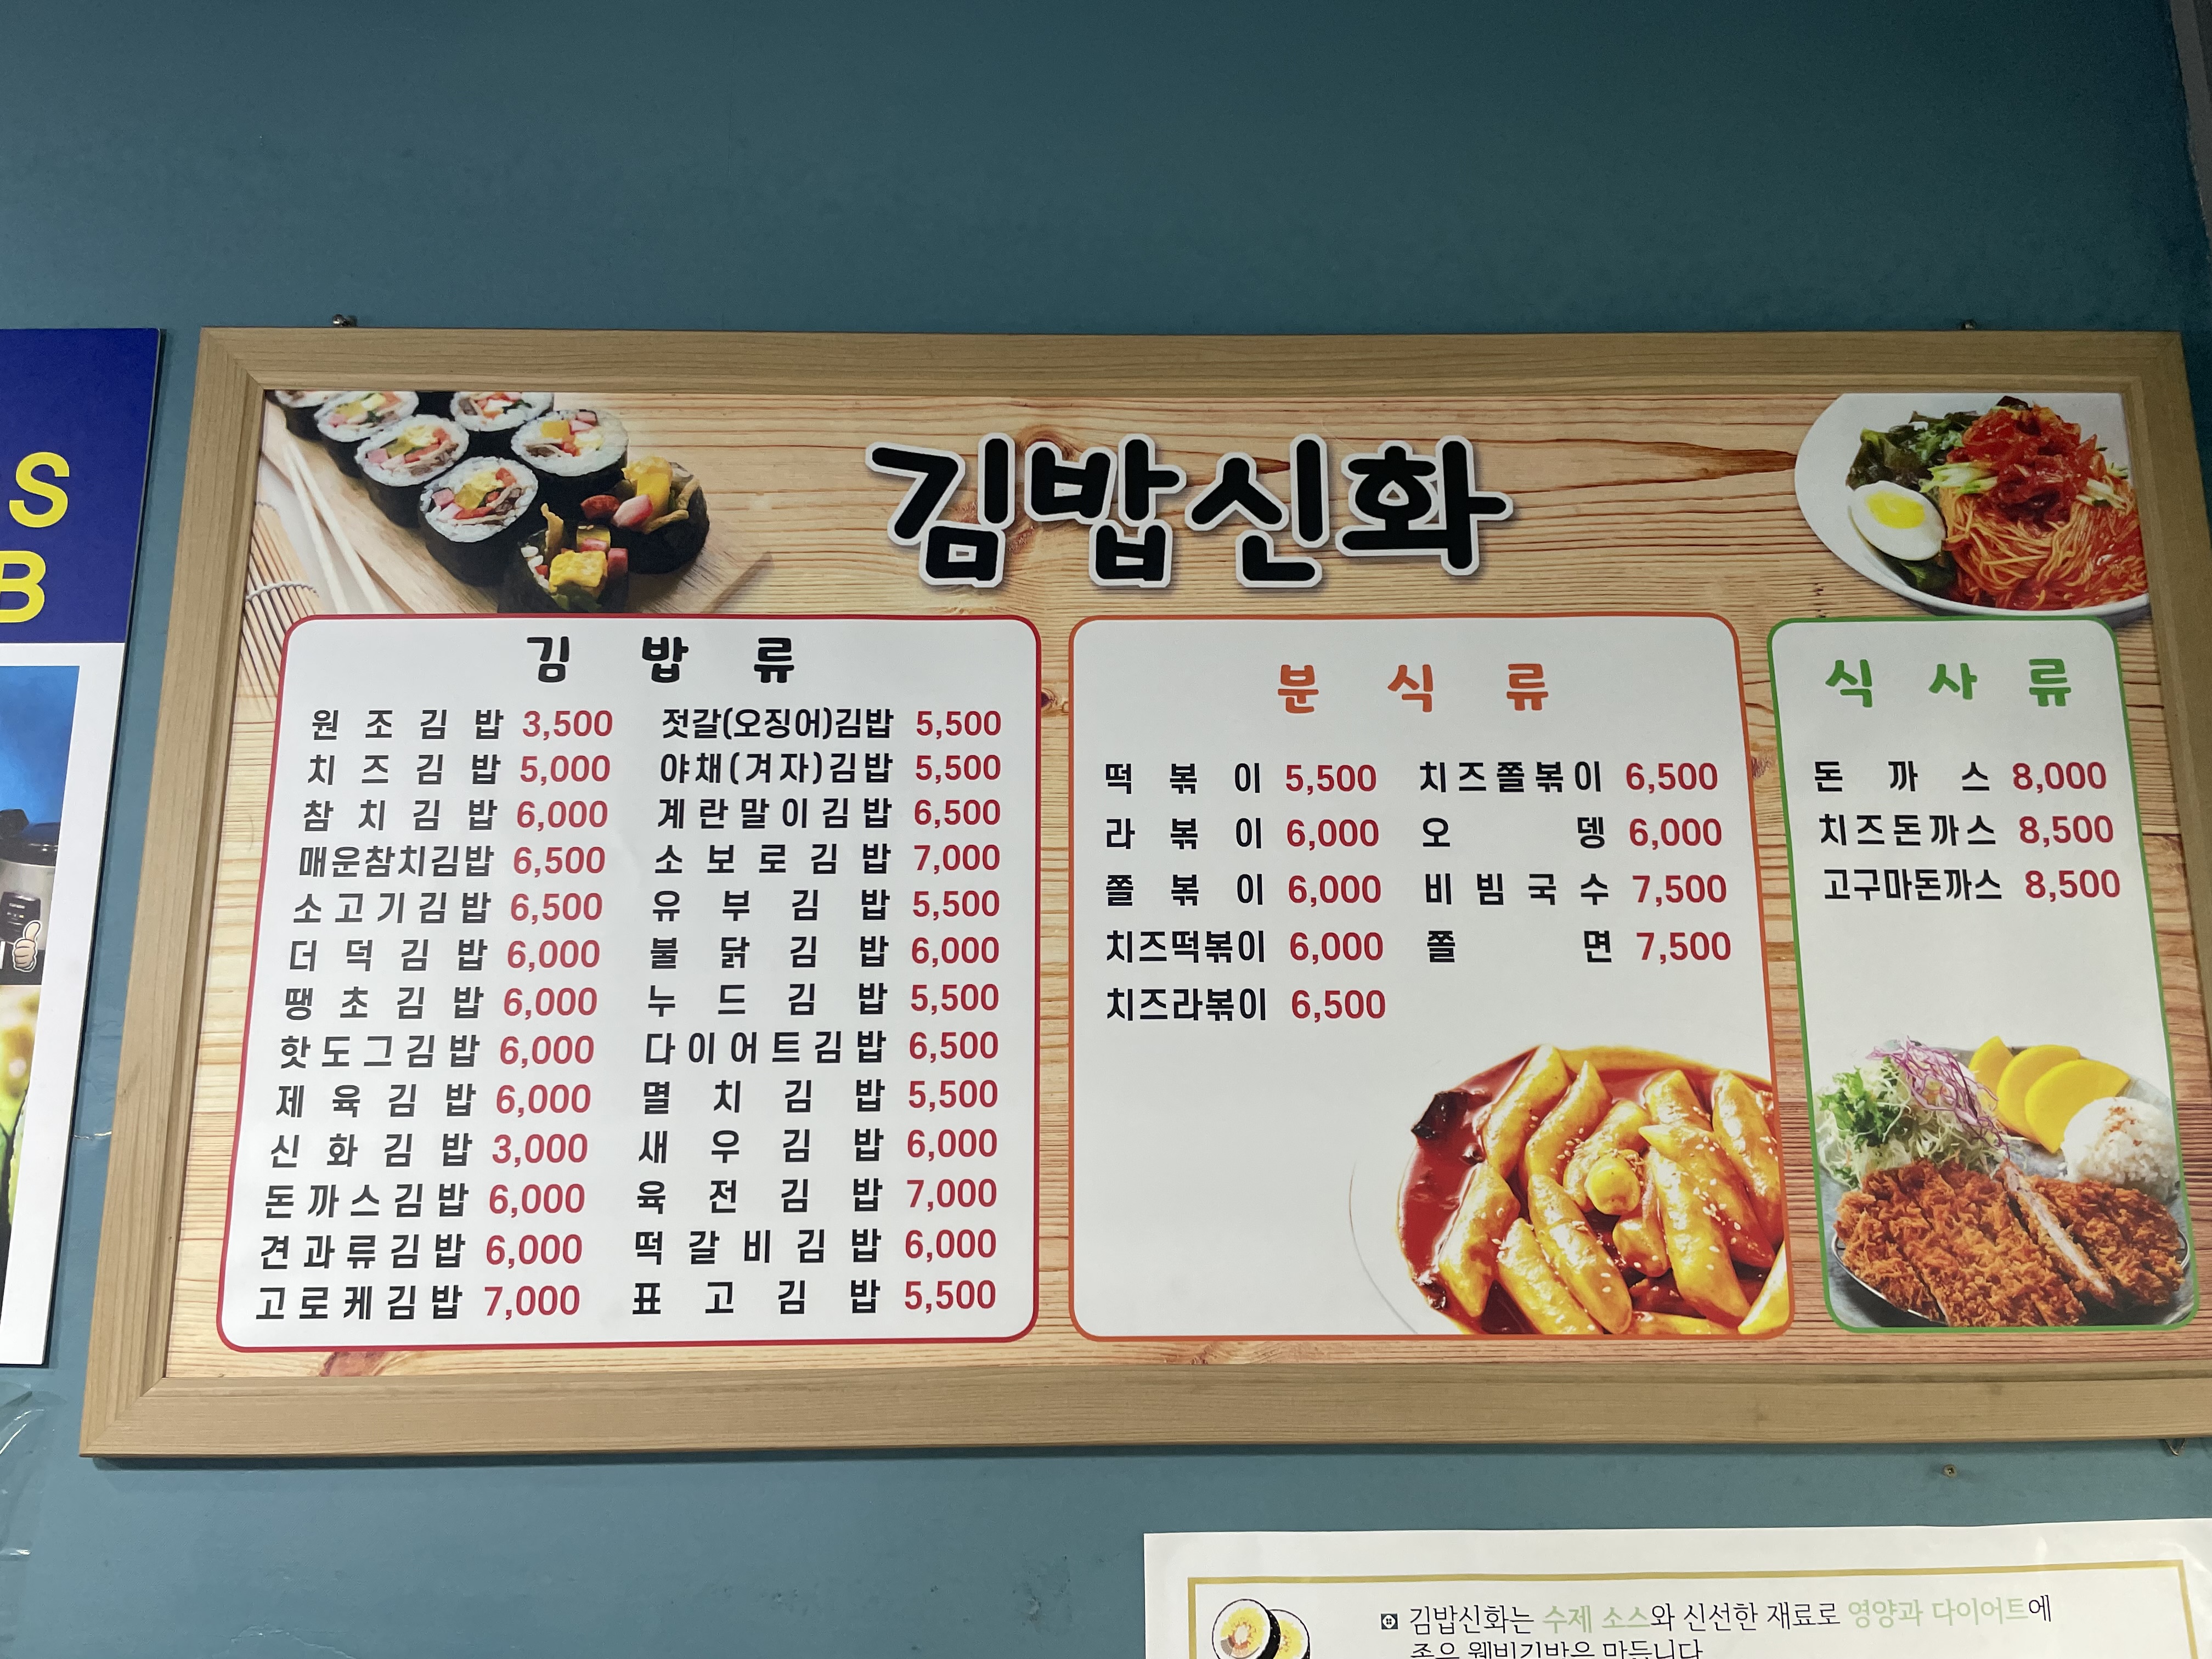 S
B
김밥신화
김밥류
원조김밥 3,500 젓갈(오징어)김밥 5,500
치즈김밥 5,000 야채(겨자)김밥 5,500
참치김밥 6,000 계란말이김밥 6,500
매운참치김밥 6,500 소보로김밥 7,000
소고기김밥 6,500 유부김밥 5,500
더덕김밥 6,000 불닭김밥 6,000
땡초김밥 6,000 누드김밥 5,500
핫도그김밥 6,000 다이어트김밥 6,500
제육김밥 6,000 멸치김밥 5,500
신화김밥 3,000 새우김밥 6,000
돈까스김밥 6,000 육전김밥 7,000
견과류김밥 6,000 떡갈비김밥 6,000
고로케김밥 7,000 표고김밥 5,500
분식류
떡볶이 5,500 치즈쫄볶이 6,500
라볶이 6,000 오뎅 6,000
쫄볶이 6,000 비빔국수 7,500
치즈떡볶이 6,000 쫄면 7,500
치즈라볶이 6,500
식사류
돈까스 8,000
치즈돈까스 8,500
고구마돈까스 8,500
김밥신화는 수제 소스와 신선한 재료로 영양과 다이어트에
좋은 웰빙김밥을 만듭니다